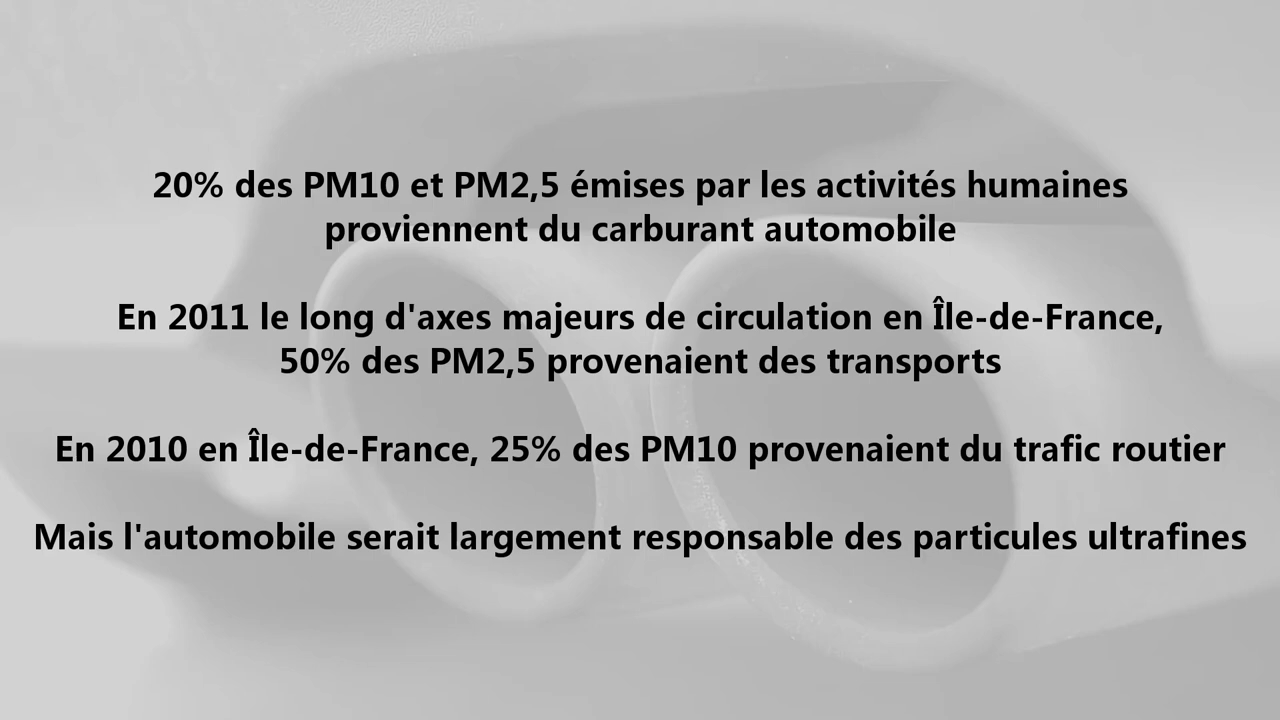 20% des PM10 et PM2,5 émises par les activités humaines
proviennent du carburant automobile
En 2011 le long d'axes majeurs de circulation en Île-de-France,
50% des PM2,5 provenaient des transports
En 2010 en Île-de-France, 25% des PM10 provenaient du trafic routier
Mais l'automobile serait largement responsable des particules ultrafines